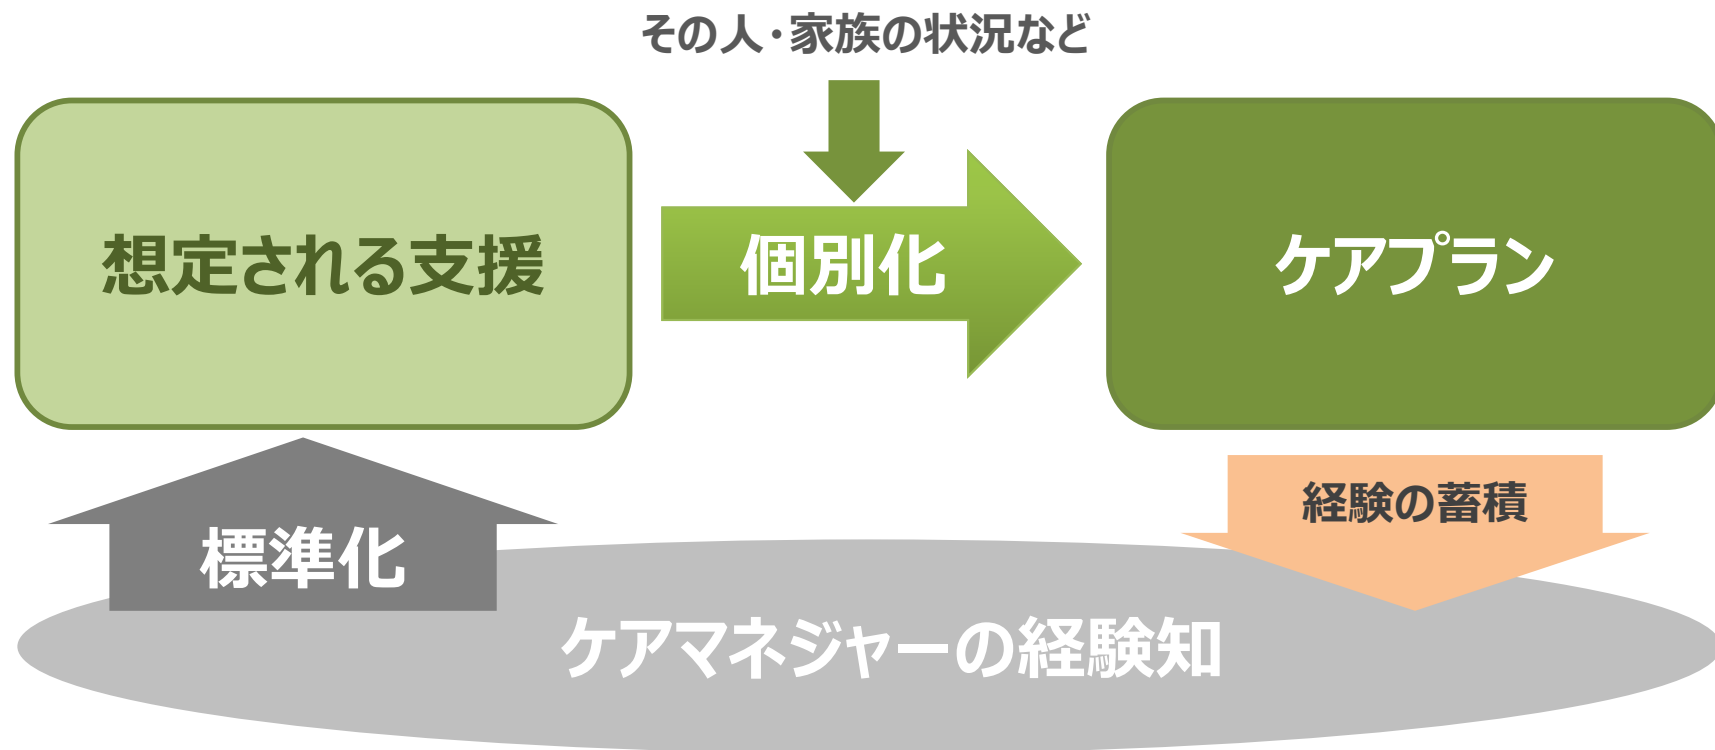 その人・家族の状況など
想定される支援
個別化
ケアプラン
標準化
経験の蓄積
ケアマネジャーの経験知